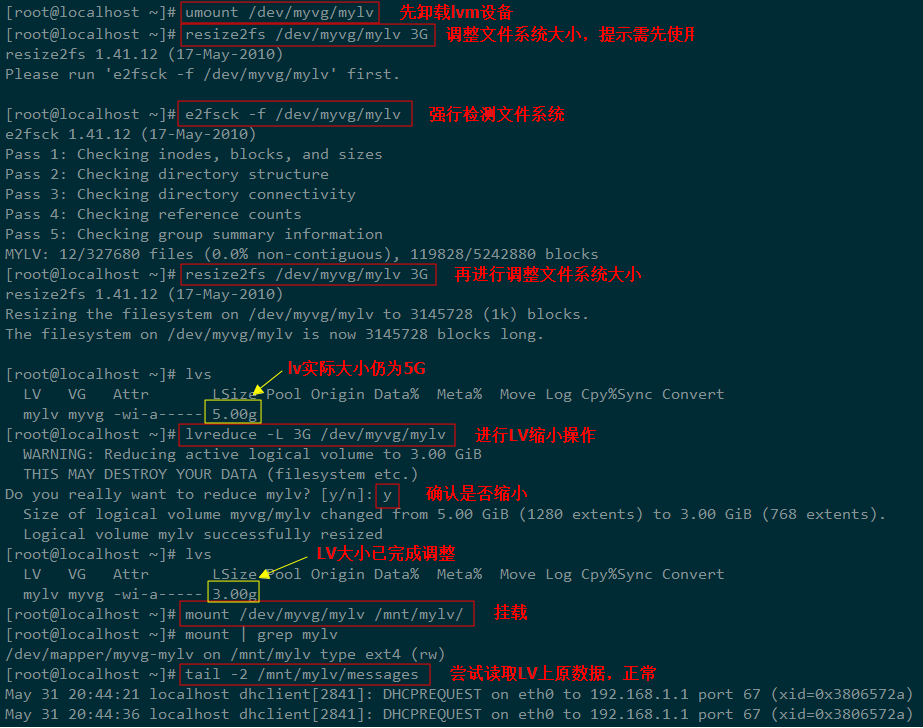 [root@localhost ~]# umount /dev/myvg/mylv 先卸载lvm设备
[root@localhost ~]# resize2fs /dev/myvg/mylv 3G 调整文件系统大小，提示需先使用
resize2fs 1.41.12 (17-May-2010)
Please run 'e2fsck -f /dev/myvg/mylv' first.
[root@localhost ~]# e2fsck -f /dev/myvg/mylv 强行检测文件系统
e2fsck 1.41.12 (17-May-2010)
Pass 1: Checking inodes, blocks, and sizes
Pass 2: Checking directory structure
Pass 3: Checking directory connectivity
Pass 4: Checking reference counts
Pass 5: Checking group summary information
MYLV: 12/327680 files (0.0% non-contiguous), 119828/5242880 blocks
[root@localhost ~]# resize2fs /dev/myvg/mylv 3G 再进行调整文件系统大小
resize2fs 1.41.12 (17-May-2010)
Resizing the filesystem on /dev/myvg/mylv to 3145728 (1k) blocks.
The filesystem on /dev/myvg/mylv is now 3145728 blocks long.
[root@localhost ~]# lvs lv实际大小仍为5G
LV VG Attr LSize Pool Origin Data% Meta% Move Log Cpy%Sync Convert
mylv myvg -wi-a----- 5.00g
[root@localhost ~]# lvreduce -L 3G /dev/myvg/mylv 进行LV缩小操作
WARNING: Reducing active logical volume to 3.00 GiB
THIS MAY DESTROY YOUR DATA (filesystem etc.)
Do you really want to reduce mylv? [y/n]: y 确认是否缩小
Size of logical volume myvg/mylv changed from 5.00 GiB (1280 extents) to 3.00 GiB (768 extents).
Logical volume mylv successfully resized
[root@localhost ~]# lvs LV大小已完成调整
LV VG Attr LSize Pool Origin Data% Meta% Move Log Cpy%Sync Convert
mylv myvg -wi-a----- 3.00g
[root@localhost ~]# mount /dev/myvg/mylv /mnt/mylv/ 挂载
[root@localhost ~]# mount | grep mylv
/dev/mapper/myvg-mylv on /mnt/mylv type ext4 (rw)
[root@localhost ~]# tail -2 /mnt/mylv/messages 尝试读取LV上原数据，正常
May 31 20:44:21 localhost dhclient[2841]: DHCPREQUEST on eth0 to 192.168.1.1 port 67 (xid=0x3806572a)
May 31 20:44:36 localhost dhclient[2841]: DHCPREQUEST on eth0 to 192.168.1.1 port 67 (xid=0x3806572a)